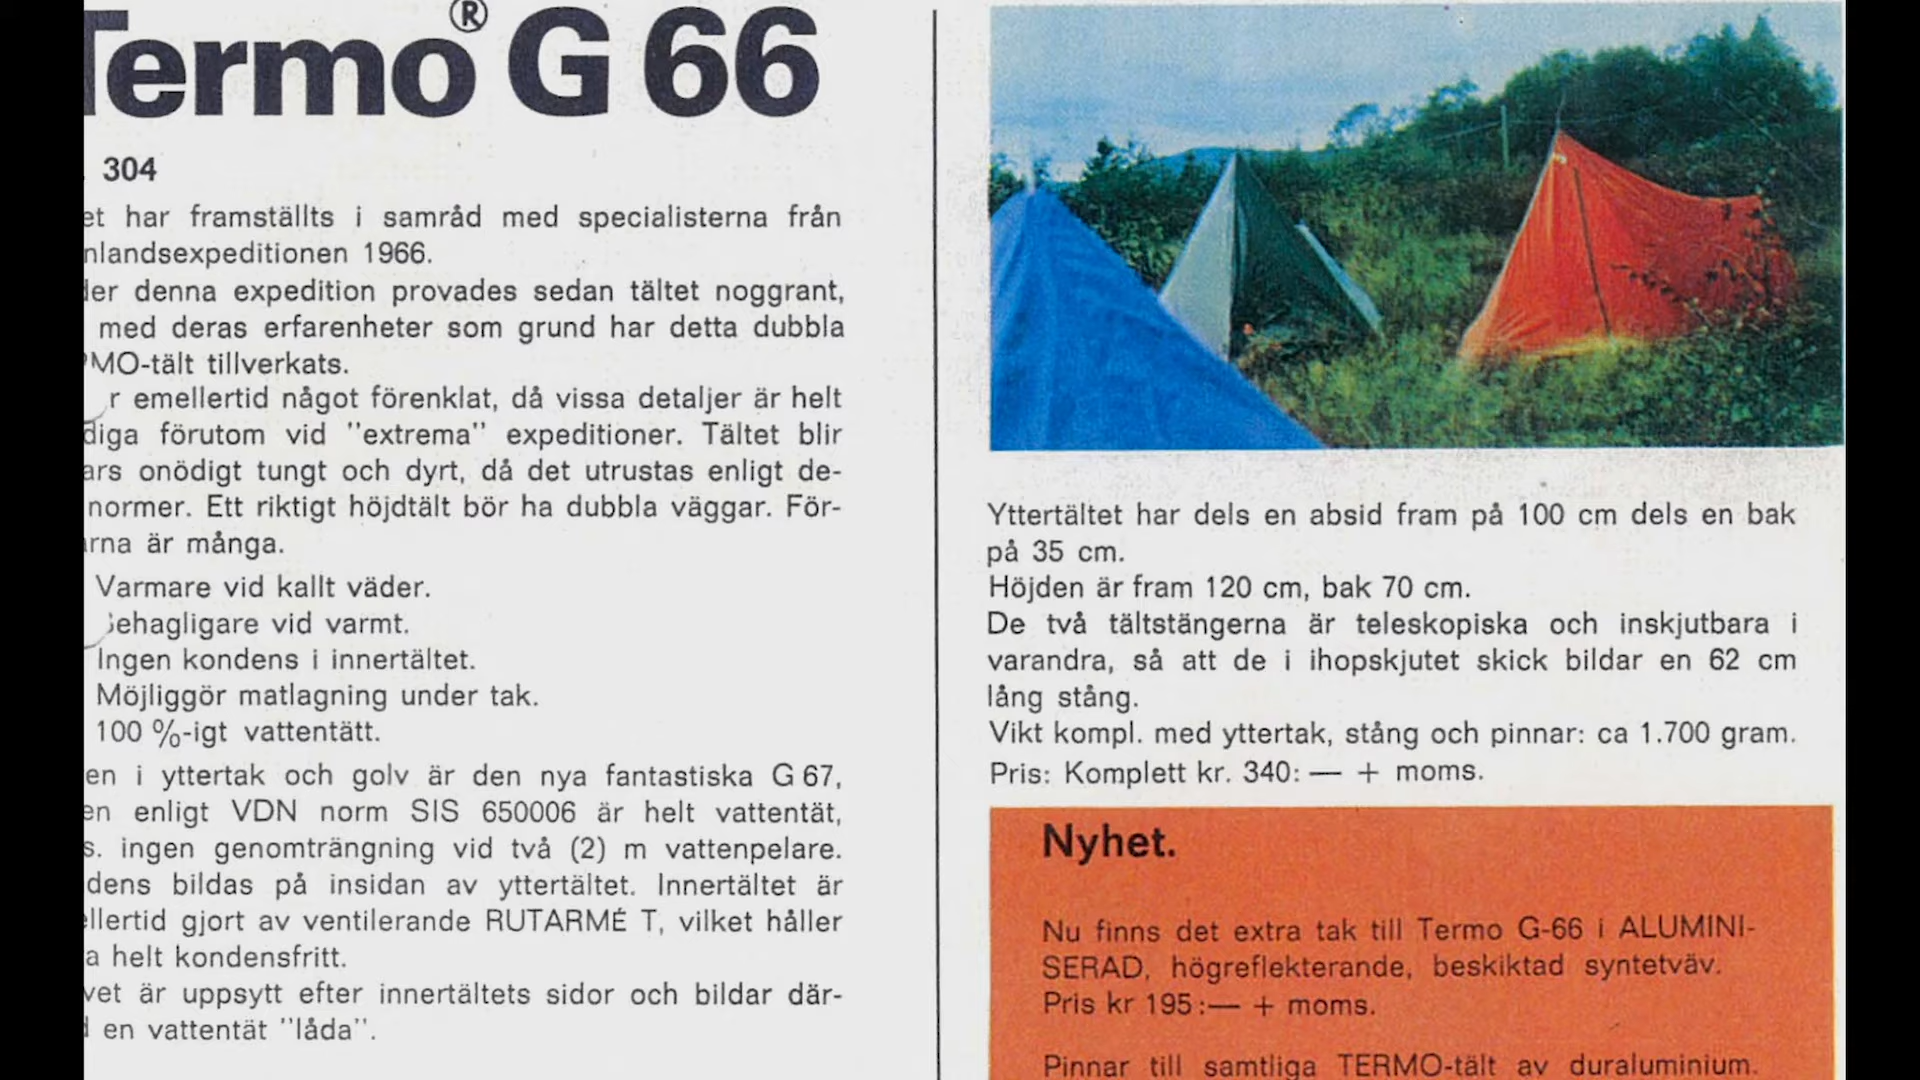 Termo® G 66
304
et har framställts i samråd med specialisterna från
nlandsexpeditionen 1966.
der denna expedition provades sedan tältet noggrant,
med deras erfarenheter som grund har detta dubbla
MO-tält tillverkats.
r emellertid något förenklat, då vissa detaljer är helt
diga förutom vid "extrema" expeditioner. Tältet blir
ars onödigt tungt och dyrt, då det utrustas enligt de-
normer. Ett riktigt höjdtält bör ha dubbla väggar. För-
rna är många.
Varmare vid kallt väder.
Behagligare vid varmt.
Ingen kondens i innertältet.
Möjliggör matlagning under tak.
100 %-igt vattentätt.
en i yttertak och golv är den nya fantastiska G 67,
en enligt VDN norm SIS 650006 är helt vattentät,
s. ingen genomträngning vid två (2) m vattenpelare.
dens bildas på insidan av yttertältet. Innertältet är
ellertid gjort av ventilerande RUTARMÉ T, vilket håller
a helt kondensfritt.
vet är uppsytt efter innertältets sidor och bildar där-
d en vattentät "låda".
Yttertältet har dels en absid fram på 100 cm dels en bak
på 35 cm.
Höjden är fram 120 cm, bak 70 cm.
De två tältstängerna är teleskopiska och inskjutbara i
varandra, så att de i ihopskjutet skick bildar en 62 cm
lång stång.
Vikt kompl. med yttertak, stång och pinnar: ca 1.700 gram.
Pris: Komplett kr. 340: — + moms.
Nyhet.
Nu finns det extra tak till Termo G-66 i ALUMINI-
SERAD, högreflekterande, beskiktad syntetväv.
Pris kr 195:— + moms.
Pinnar till samtliga TERMO-tält av duraluminium.